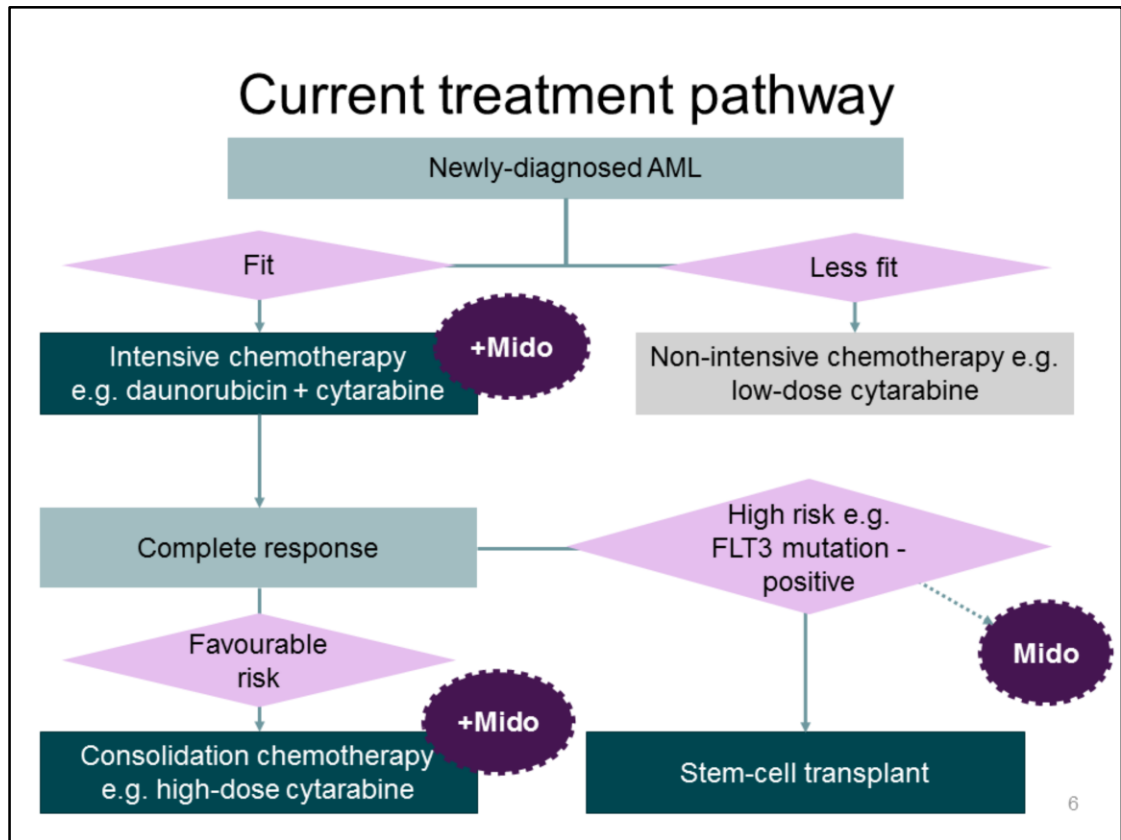 Current treatment pathway
Newly-diagnosed AML
Fit
Less fit
Intensive chemotherapy
e.g. daunorubicin + cytarabine
+Mido
Non-intensive chemotherapy e.g.
low-dose cytarabine
Complete response
High risk e.g.
FLT3 mutation -
positive
Mido
Favourable
risk
+Mido
Consolidation chemotherapy
e.g. high-dose cytarabine
Stem-cell transplant
6